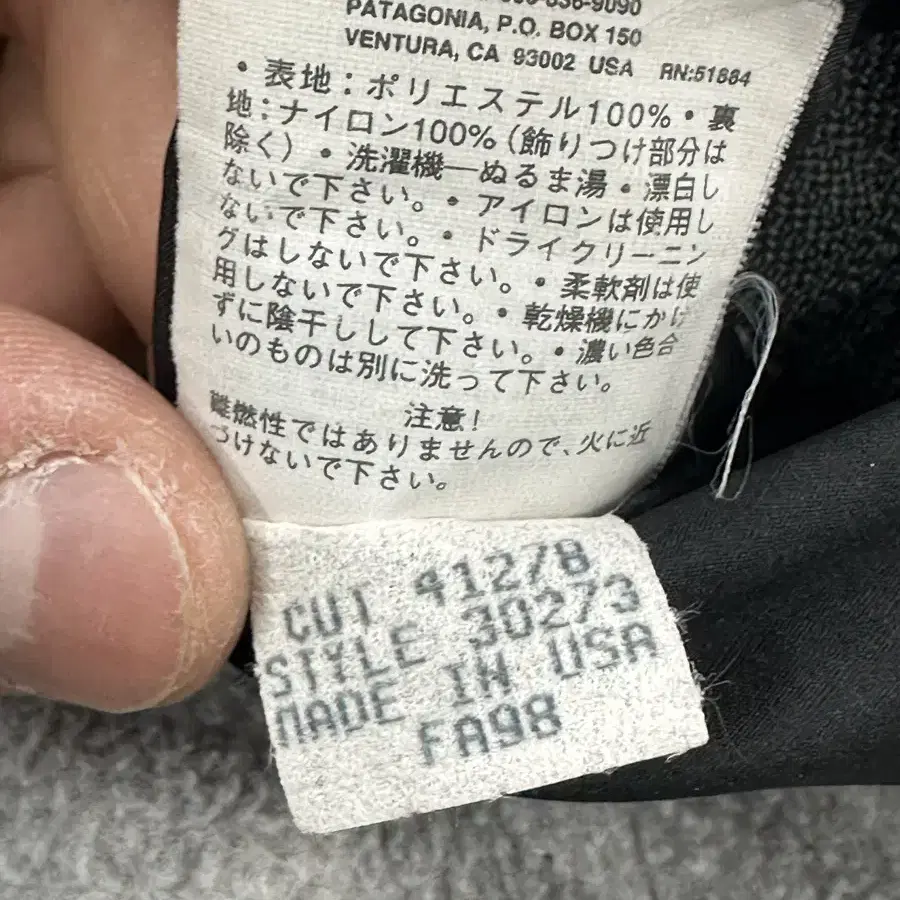 836-9090
PATAGONIA, P.O. BOX 150
VENTURA, CA 93002 USA RN:51884
・表地：ポリエステル100%・裏
地：ナイロン100%（飾りつけ部分は
除く）・洗濯機—ぬるま湯・漂白し
ないで下さい。・アイロンは使用し
ないで下さい。・ドライクリーニン
グはしないで下さい。・柔軟剤は使
用しないで下さい。・乾燥機にかけ
ずに陰干しして下さい。・濃い色合
いのものは別に洗って下さい。
注意！
難燃性ではありませんので、火に近
づけないで下さい。
CUT 41278
STYLE 30273
MADE IN USA
FA98